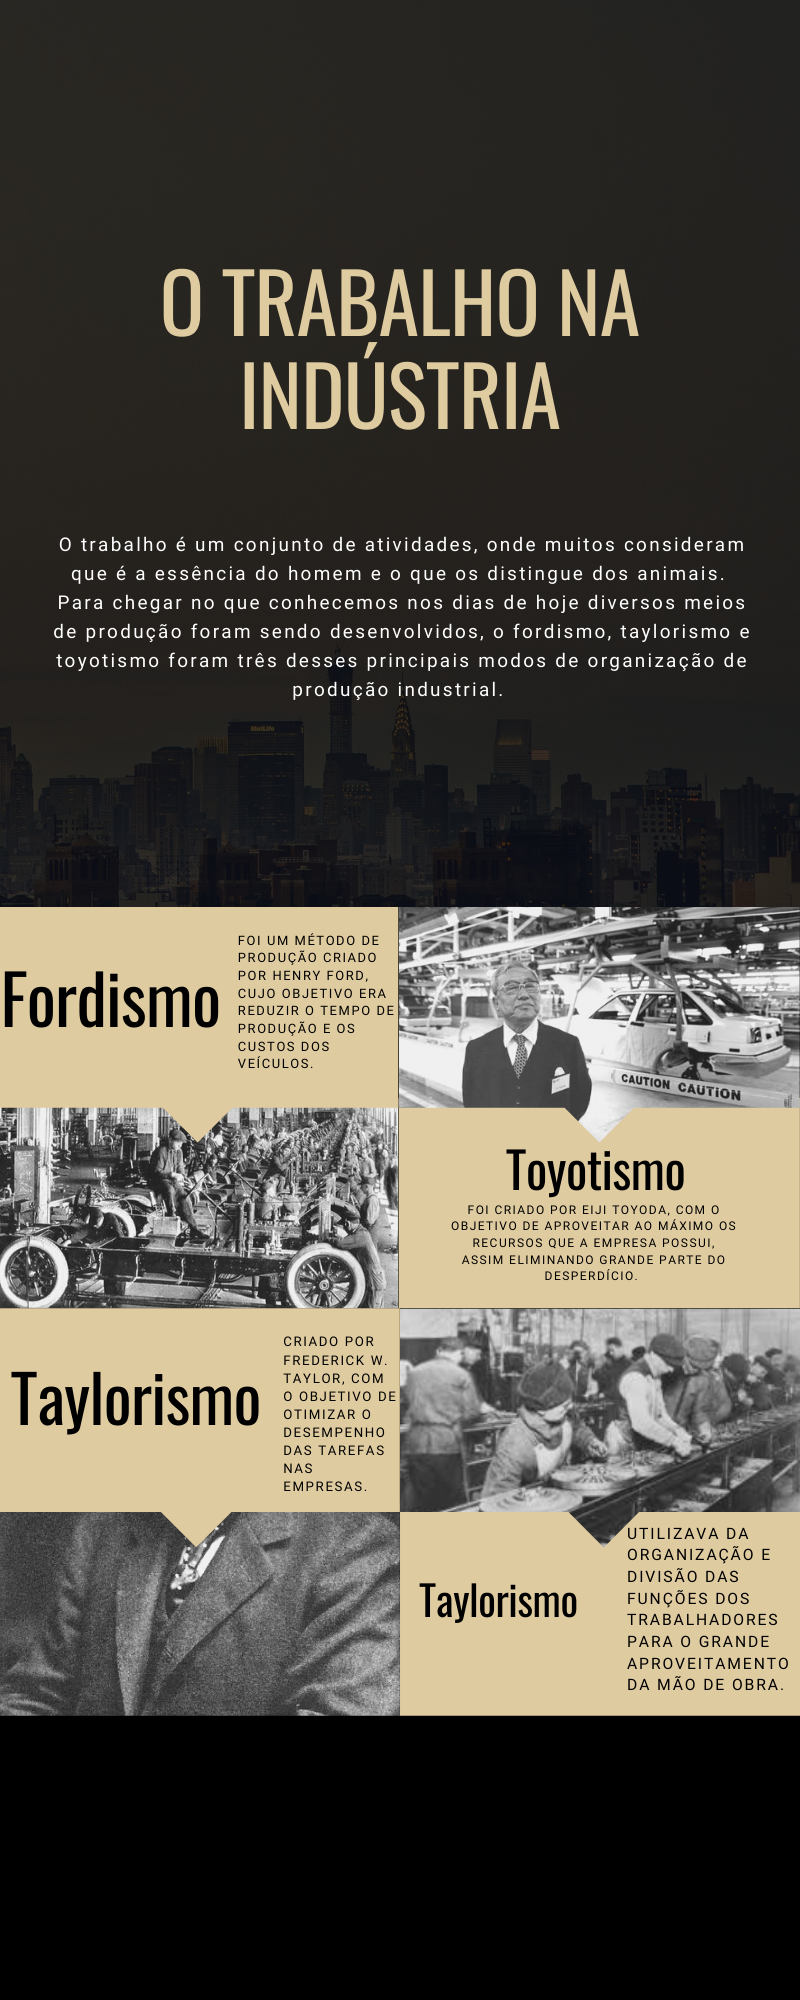 O TRABALHO NA
INDÚSTRIA
O trabalho é um conjunto de atividades, onde muitos consideram
que é a essência do homem e o que os distingue dos animais.
Para chegar no que conhecemos nos dias de hoje diversos meios
de produção foram sendo desenvolvidos, o fordismo, taylorismo e
toyotismo foram três desses principais modos de organização de
produção industrial.
MetLife
Fordismo
FOI UM MÉTODO DE
PRODUÇÃO CRIADO
POR HENRY FORD,
CUJO OBJETIVO ERA
REDUZIR O TEMPO DE
PRODUÇÃO E OS
CUSTOS DOS
VEÍCULOS.
CAUTION CAUTION
Toyotismo
FOI CRIADO POR EIJI TOYODA, COM O
OBJETIVO DE APROVEITAR AO MÁXIMO OS
RECURSOS QUE A EMPRESA POSSUI,
ASSIM ELIMINANDO GRANDE PARTE DO
DESPERDÍCIO.
Taylorismo
CRIADO POR
FREDERICK W.
TAYLOR, COM
O OBJETIVO DE
OTIMIZAR O
DESEMPENHO
DAS TAREFAS
NAS
EMPRESAS.
Taylorismo
UTILIZAVA DA
ORGANIZAÇÃO E
DIVISÃO DAS
FUNÇÕES DOS
TRABALHADORES
PARA O GRANDE
APROVEITAMENTO
DA MÃO DE OBRA.